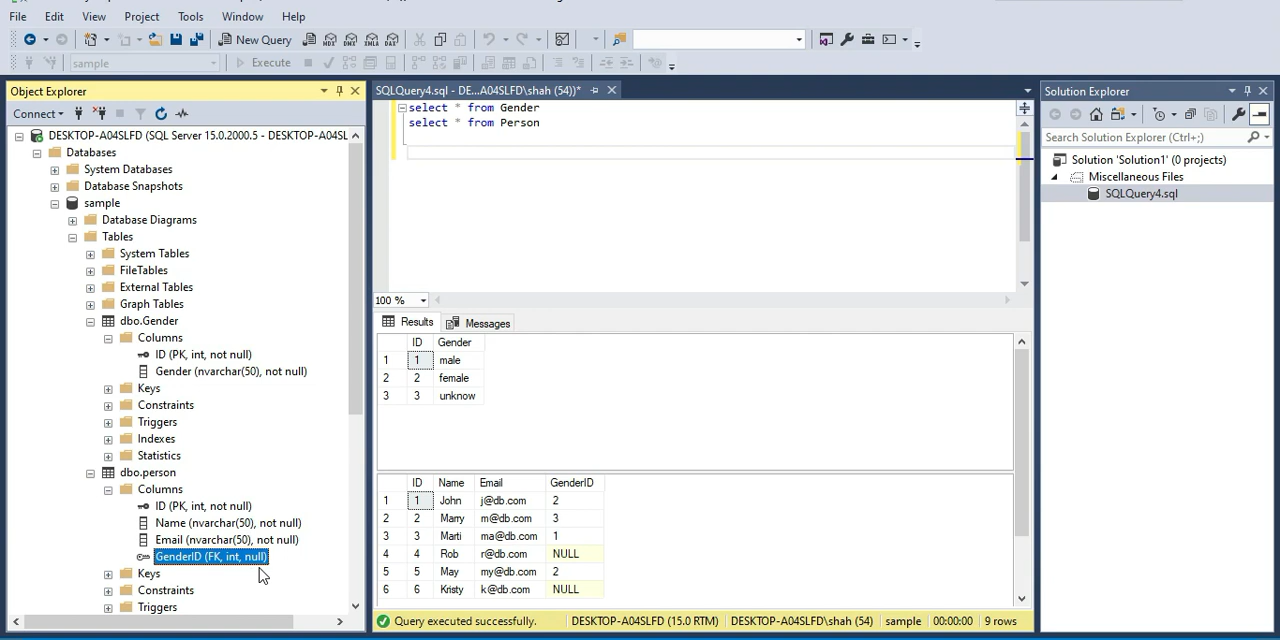 File Edit View Project Tools Window Help
New Query MDX DMX XMLA DAX
sample Execute
Object Explorer
Connect
DESKTOP-A04SLFD (SQL Server 15.0.2000.5 - DESKTOP-A04SL
Databases
System Databases
Database Snapshots
sample
Database Diagrams
Tables
System Tables
FileTables
External Tables
Graph Tables
dbo.Gender
Columns
ID (PK, int, not null)
Gender (nvarchar(50), not null)
Keys
Constraints
Triggers
Indexes
Statistics
dbo.person
Columns
ID (PK, int, not null)
Name (nvarchar(50), not null)
Email (nvarchar(50), not null)
GenderID (FK, int, null)
Keys
Constraints
Triggers
SQLQuery4.sql - DE...A04SLFD\shah (54))*
select * from Gender
select * from Person
100 %
Results Messages
ID Gender
1 1 male
2 2 female
3 3 unknow
ID Name Email GenderID
1 1 John j@db.com 2
2 2 Marry m@db.com 3
3 3 Marti ma@db.com 1
4 4 Rob r@db.com NULL
5 5 May my@db.com 2
6 6 Kristy k@db.com NULL
Query executed successfully. DESKTOP-A04SLFD (15.0 RTM) DESKTOP-A04SLFD\shah (54) sample 00:00:00 9 rows
Solution Explorer
Search Solution Explorer (Ctrl+;)
Solution 'Solution1' (0 projects)
Miscellaneous Files
SQLQuery4.sql